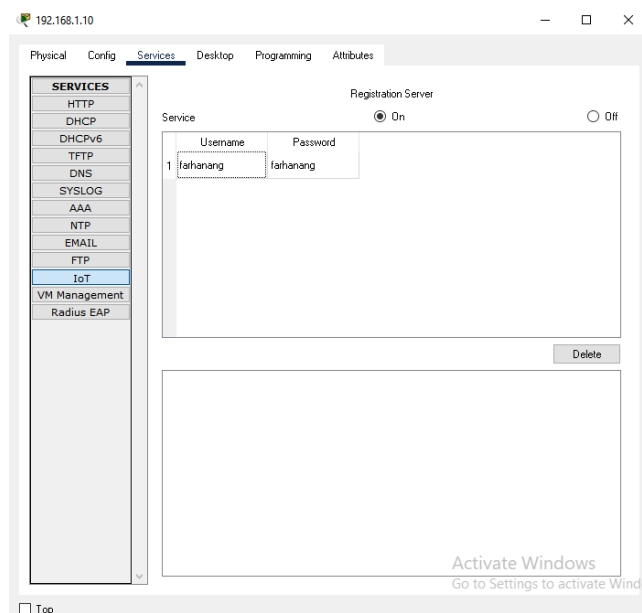 192.168.1.10
Physical Config Services Desktop Programming Attributes
SERVICES
HTTP
DHCP
DHCPv6
TFTP
DNS
SYSLOG
AAA
NTP
EMAIL
FTP
IoT
VM Management
Radius EAP
Registration Server
Service On Off
Username Password
1 farhanang farhanang
Delete
Activate Windows
Go to Settings to activate Wind
Top